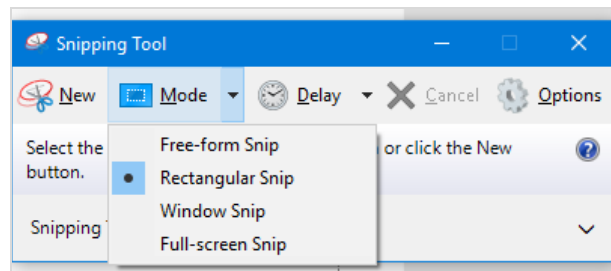 Snipping Tool
New Mode Delay Cancel Options
Select the
or click the New
button.
Free-form Snip
Rectangular Snip
Window Snip
Full-screen Snip
Snipping